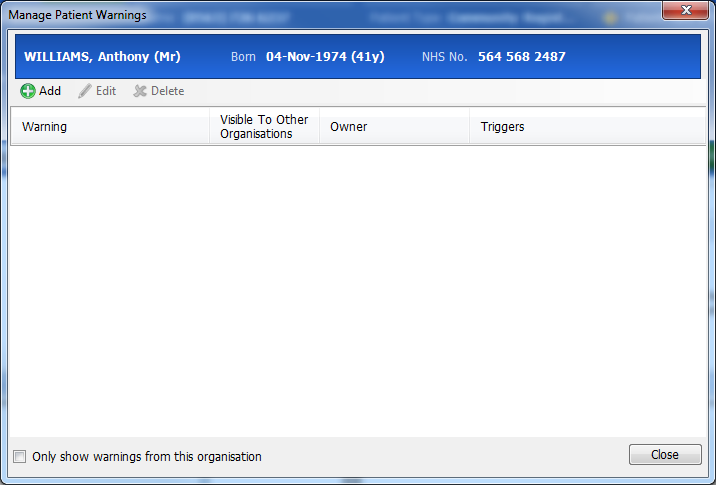 Manage Patient Warnings
WILLIAMS, Anthony (Mr) Born 04-Nov-1974 (41y) NHS No. 564 568 2487
Add Edit Delete
Warning
Visible To Other
Organisations
Owner
Triggers
Only show warnings from this organisation
Close